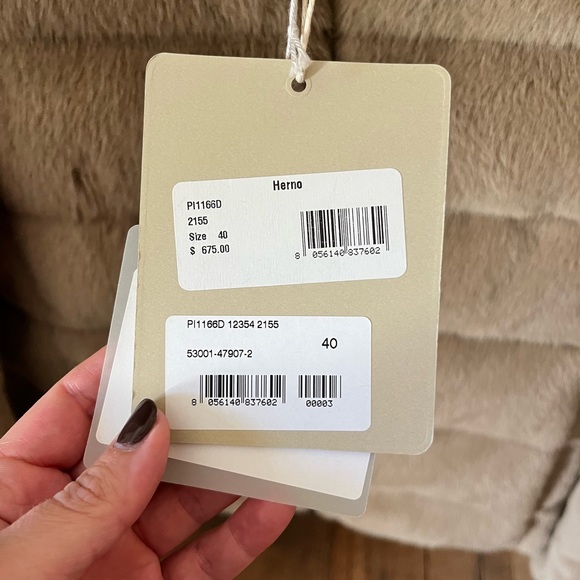 Herno
PI1166D
2155
Size 40
$ 675.00
8 056140 837602
PI1166D 12354 2155
40
53001-47907-2
8 056140 837602
00003